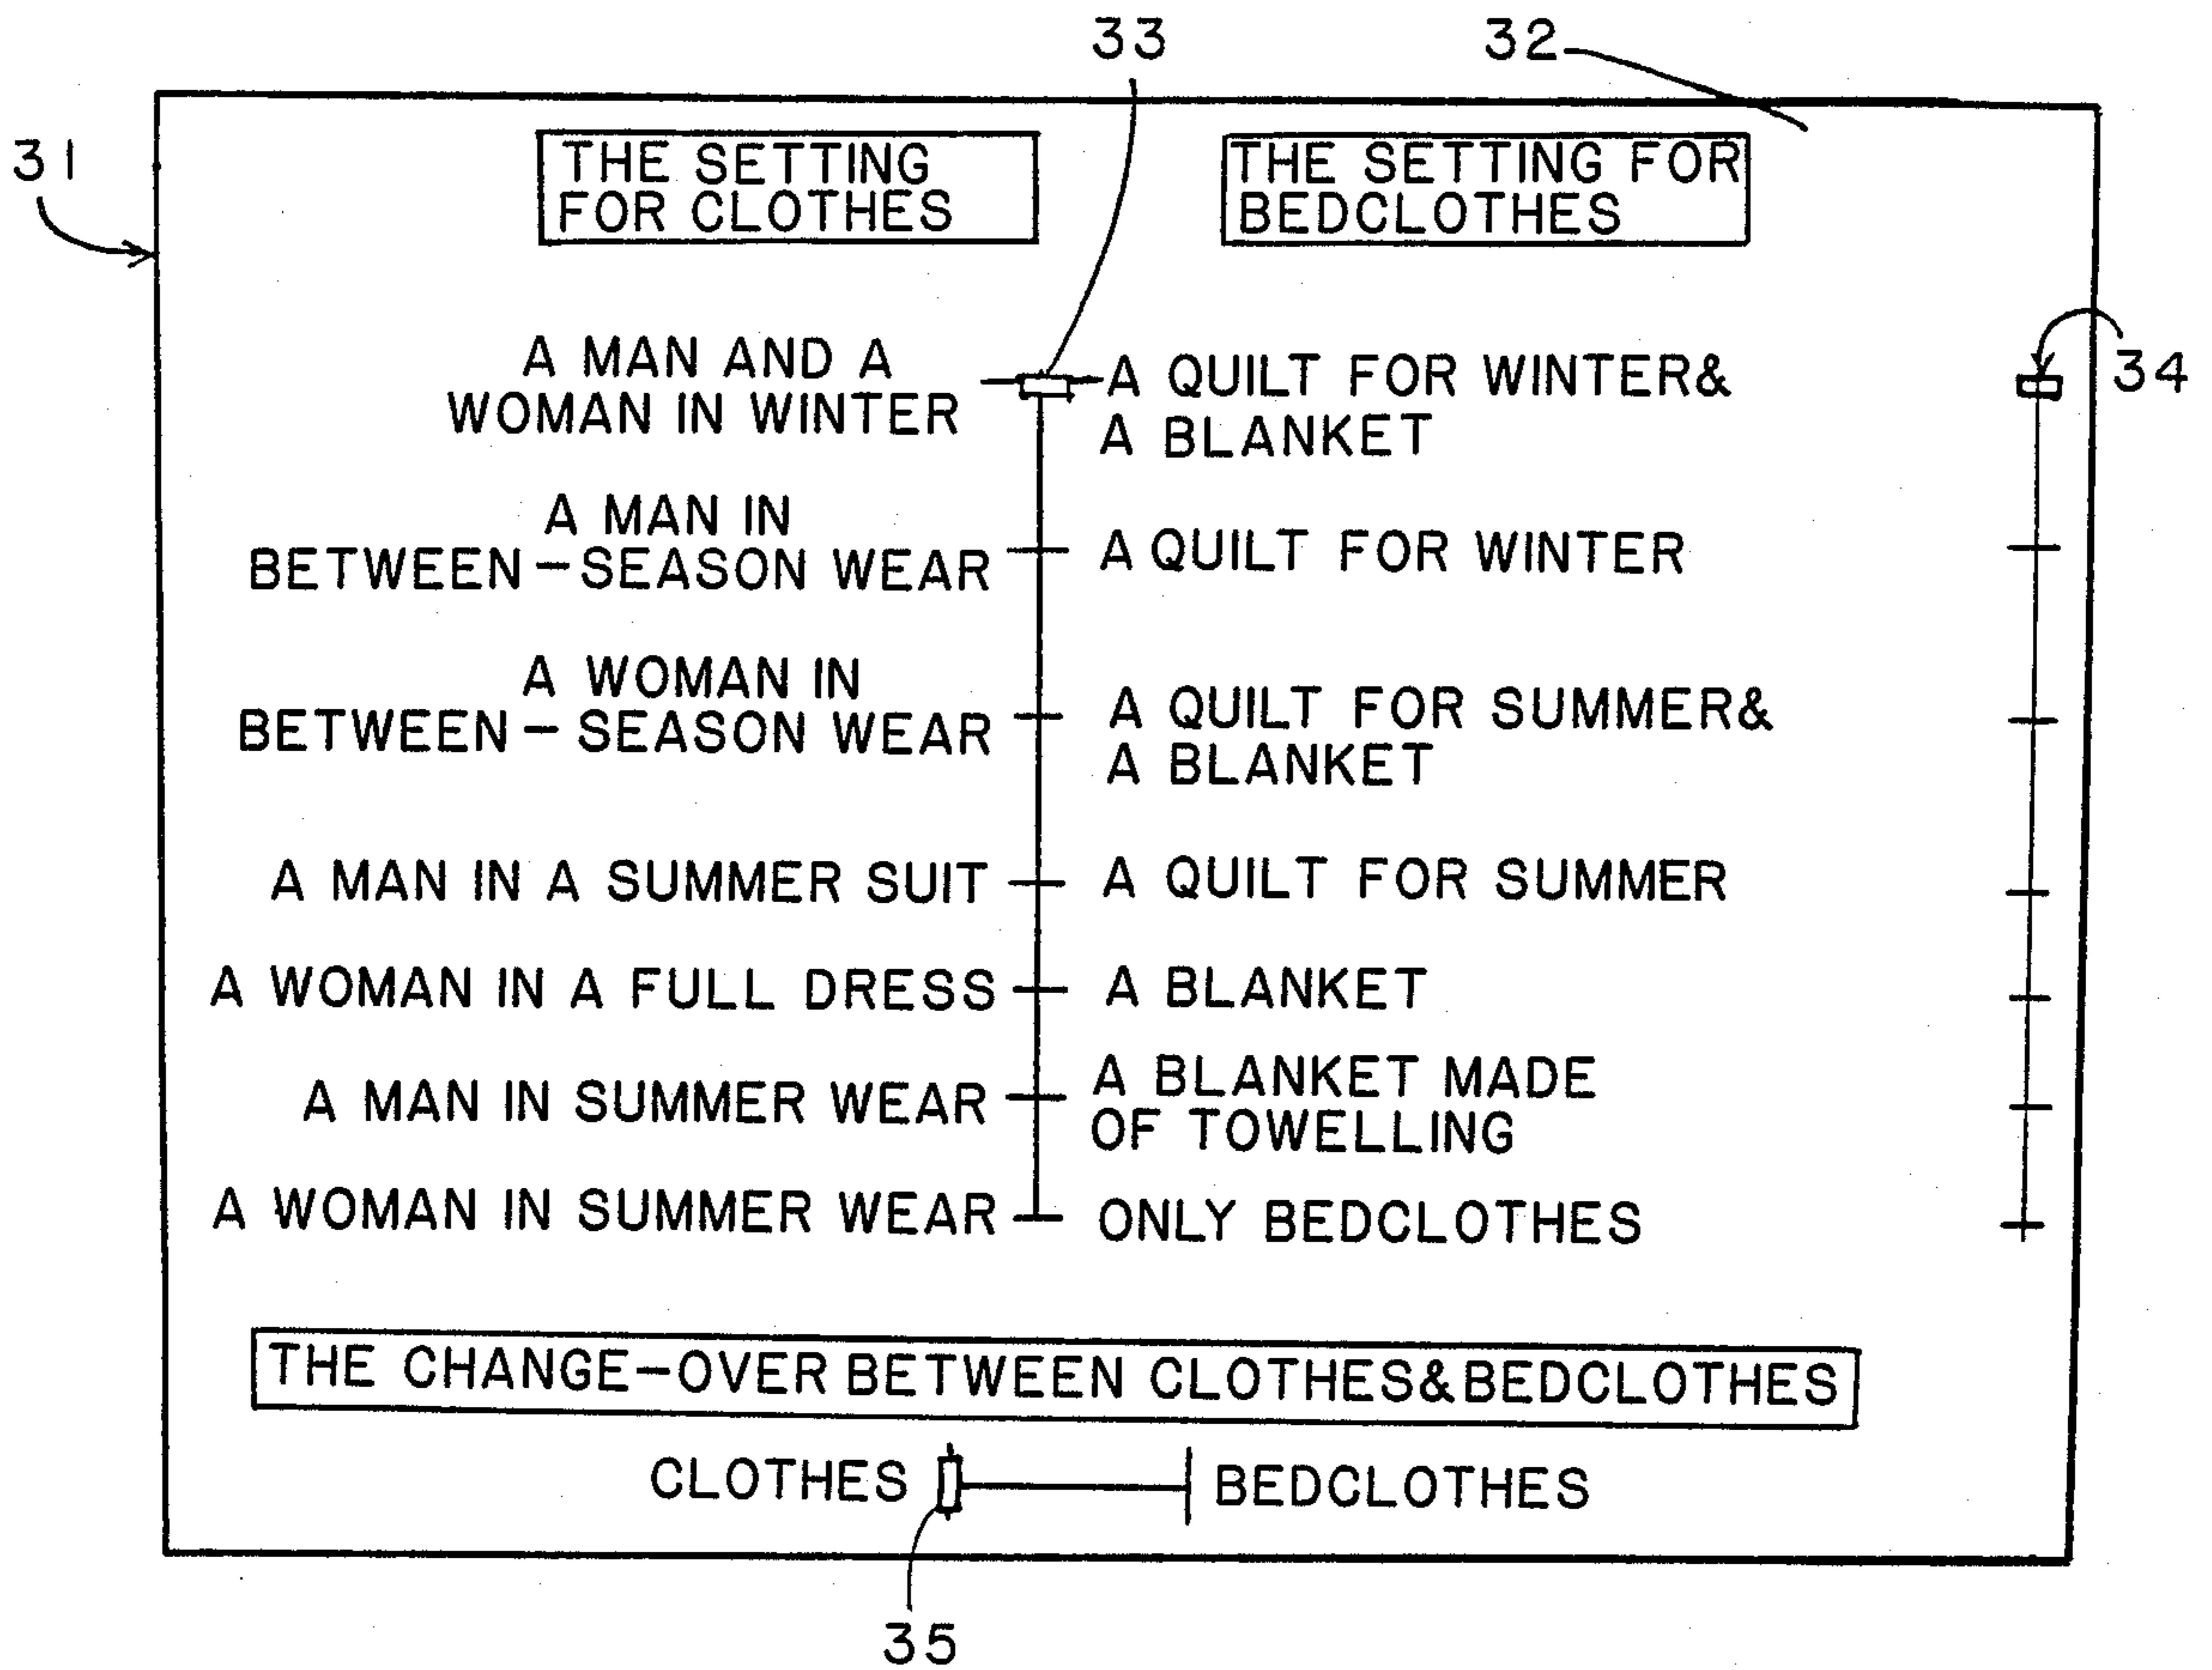 33
32
31
THE SETTING
FOR CLOTHES
THE SETTING FOR
BEDCLOTHES
A MAN AND A
WOMAN IN WINTER
A QUILT FOR WINTER&
A BLANKET
34
A MAN IN
BETWEEN-SEASON WEAR
A QUILT FOR WINTER
A WOMAN IN
BETWEEN-SEASON WEAR
A QUILT FOR SUMMER&
A BLANKET
A MAN IN A SUMMER SUIT
A QUILT FOR SUMMER
A WOMAN IN A FULL DRESS
A BLANKET
A MAN IN SUMMER WEAR
A BLANKET MADE
OF TOWELLING
A WOMAN IN SUMMER WEAR
ONLY BEDCLOTHES
THE CHANGE-OVER BETWEEN CLOTHES&BEDCLOTHES
CLOTHES
BEDCLOTHES
35